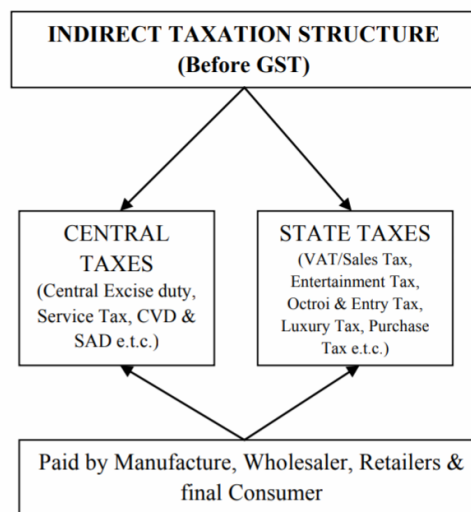 INDIRECT TAXATION STRUCTURE
(Before GST)
CENTRAL
TAXES
(Central Excise duty,
Service Tax, CVD &
SAD e.t.c.)
STATE TAXES
(VAT/Sales Tax,
Entertainment Tax,
Octroi & Entry Tax,
Luxury Tax, Purchase
Tax e.t.c.)
Paid by Manufacture, Wholesaler, Retailers &
final Consumer